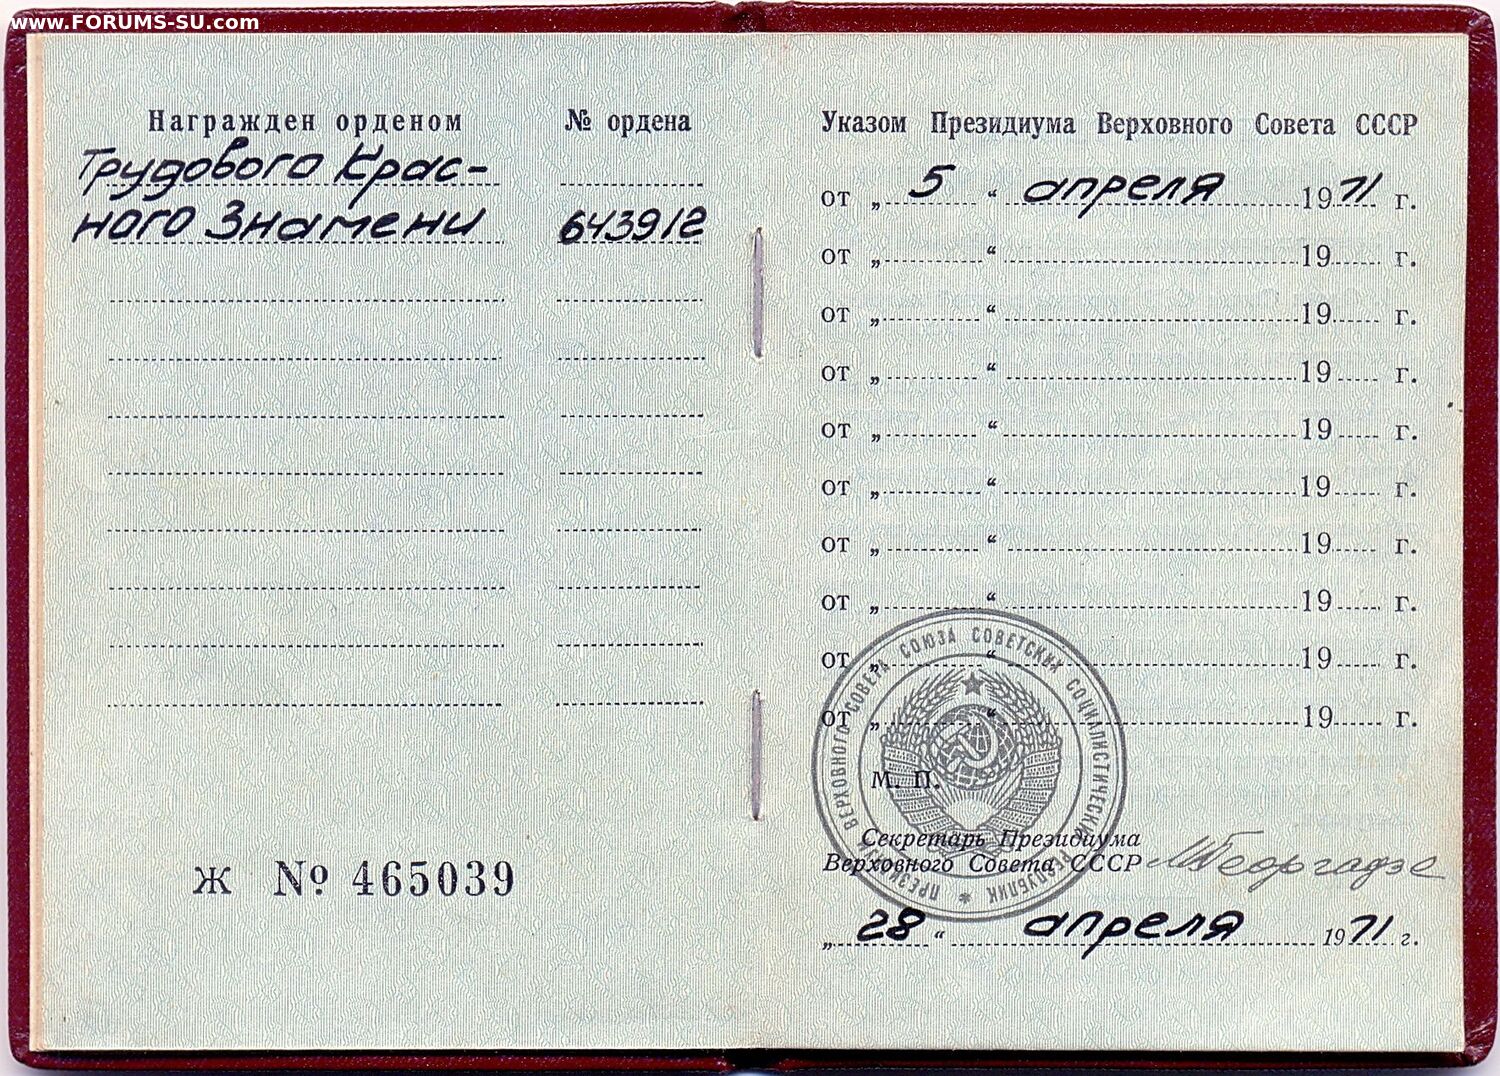 www.FORUMS-SU.com
Награжден орденом
№ ордена
Трудового Крас-
ного Знамени
643912
Ж № 465039
Указом Президиума Верховного Совета СССР
от „ 5 “ апреля 1971 г.
от „ “ 19 г.
от „ “ 19 г.
от „ “ 19 г.
от „ “ 19 г.
от „ “ 19 г.
от „ “ 19 г.
от „ “ 19 г.
от „ “ 19 г.
от „ “ 19 г.
ПРЕЗИДИУМ ВЕРХОВНОГО СОВЕТА СОЮЗА СОВЕТСКИХ СОЦИАЛИСТИЧЕСКИХ РЕСПУБЛИК
М. П.
Секретарь Президиума
Верховного Совета СССР МГеоргадзе
„ 28 “ апреля 1971 г.